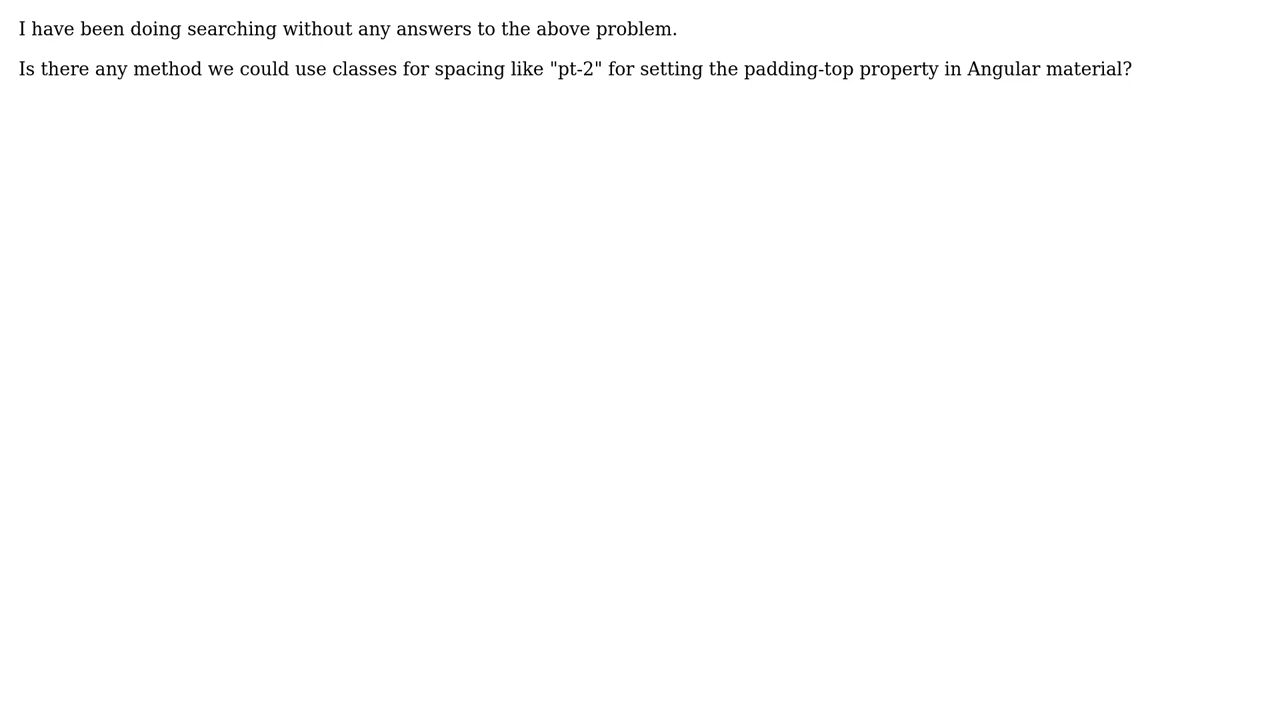 I have been doing searching without any answers to the above problem.
Is there any method we could use classes for spacing like "pt-2" for setting the padding-top property in Angular material?